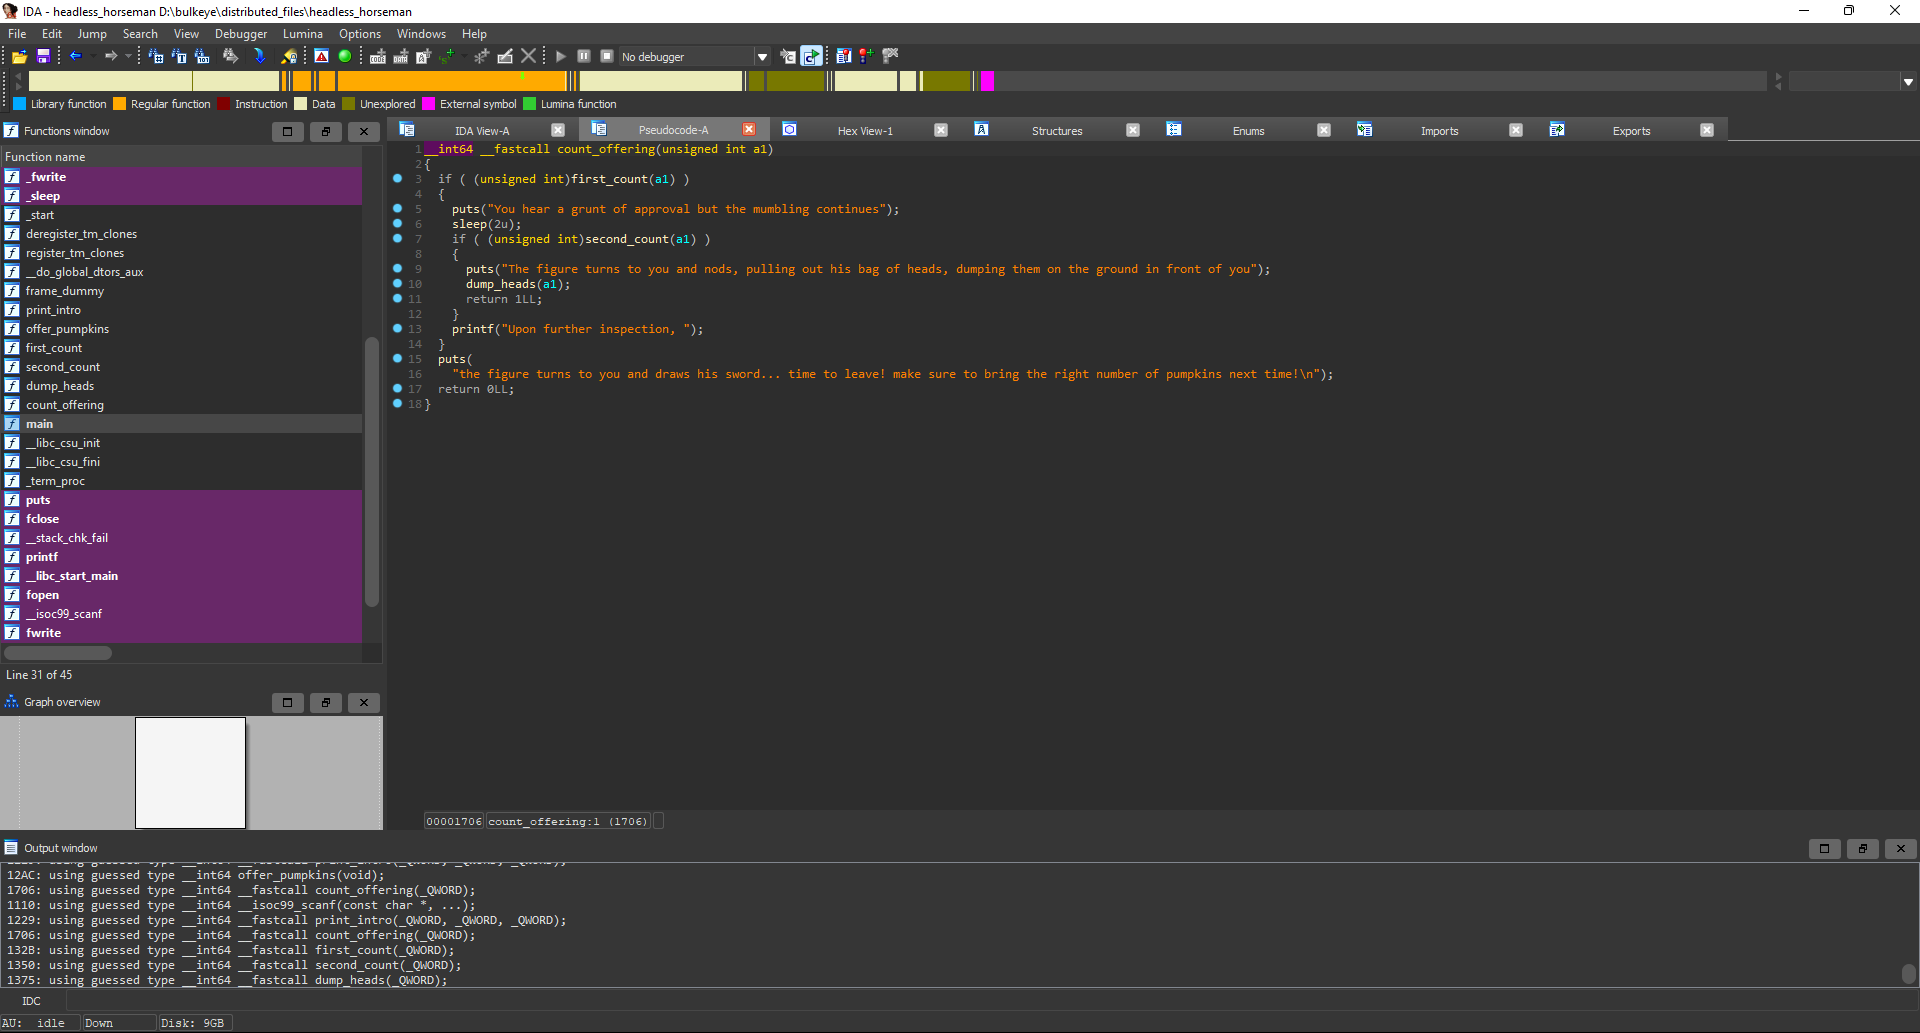 IDA - headless_horseman D:\bulkeye\distributed_files\headless_horseman
File Edit Jump Search View Debugger Lumina Options Windows Help
No debugger
Library function Regular function Instruction Data Unexplored External symbol Lumina function
Functions window
Function name
_fwrite
_sleep
_start
deregister_tm_clones
register_tm_clones
__do_global_dtors_aux
frame_dummy
print_intro
offer_pumpkins
first_count
second_count
dump_heads
count_offering
main
__libc_csu_init
__libc_csu_fini
_term_proc
puts
fclose
__stack_chk_fail
printf
__libc_start_main
fopen
__isoc99_scanf
fwrite
Line 31 of 45
Graph overview
IDA View-A Pseudocode-A Hex View-1 Structures Enums Imports Exports
1 __int64 __fastcall count_offering(unsigned int a1)
2 {
3 if ( (unsigned int)first_count(a1) )
4 {
5 puts("You hear a grunt of approval but the mumbling continues");
6 sleep(2u);
7 if ( (unsigned int)second_count(a1) )
8 {
9 puts("The figure turns to you and nods, pulling out his bag of heads, dumping them on the ground in front of you");
10 dump_heads(a1);
11 return 1LL;
12 }
13 printf("Upon further inspection, ");
14 }
15 puts(
16 "the figure turns to you and draws his sword... time to leave! make sure to bring the right number of pumpkins next time!\n");
17 return 0LL;
18 }
00001706 count_offering:1 (1706)
Output window
12AC: using guessed type __int64 offer_pumpkins(void);
1706: using guessed type __int64 __fastcall count_offering(_QWORD);
1110: using guessed type __int64 __isoc99_scanf(const char *, ...);
1229: using guessed type __int64 __fastcall print_intro(_QWORD, _QWORD, _QWORD);
1706: using guessed type __int64 __fastcall count_offering(_QWORD);
132B: using guessed type __int64 __fastcall first_count(_QWORD);
1350: using guessed type __int64 __fastcall second_count(_QWORD);
1375: using guessed type __int64 __fastcall dump_heads(_QWORD);
IDC
AU: idle Down Disk: 9GB